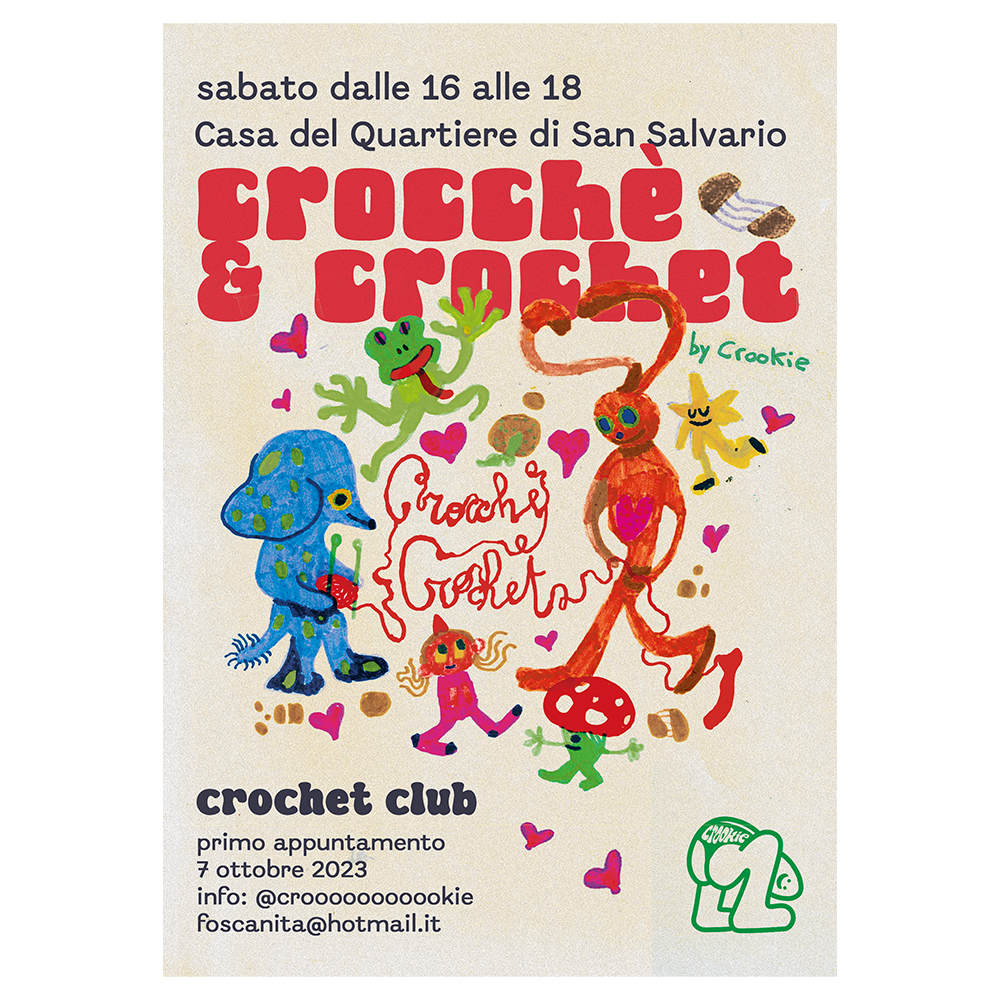 sabato dalle 16 alle 18
Casa del Quartiere di San Salvario
crocchè
& crochet
by Crookie
Crocchè
Crochet
crochet club
primo appuntamento
7 ottobre 2023
info: @crooooooooookie
foscanita@hotmail.it
CROOKIE